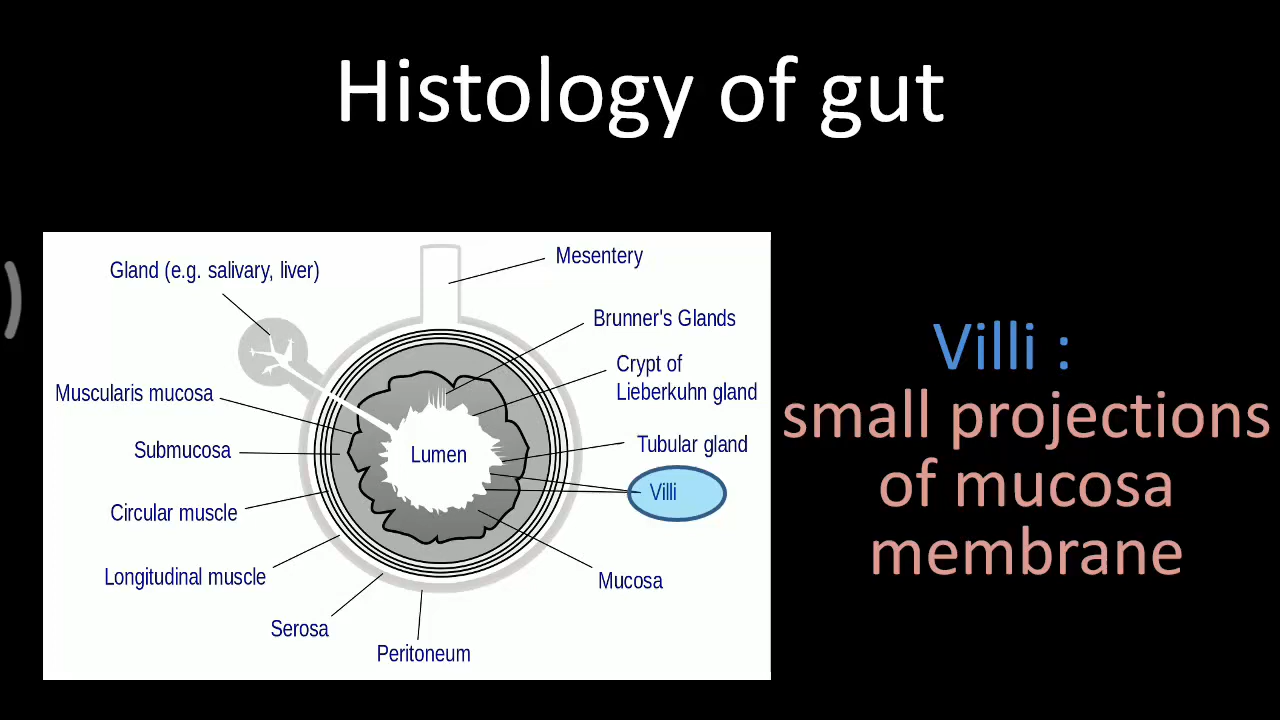 Histology of gut
Gland (e.g. salivary, liver)
Mesentery
Brunner's Glands
Crypt of
Lieberkuhn gland
Muscularis mucosa
Tubular gland
Submucosa
Lumen
Villi
Circular muscle
Longitudinal muscle
Mucosa
Serosa
Peritoneum
Villi :
small projections
of mucosa
membrane